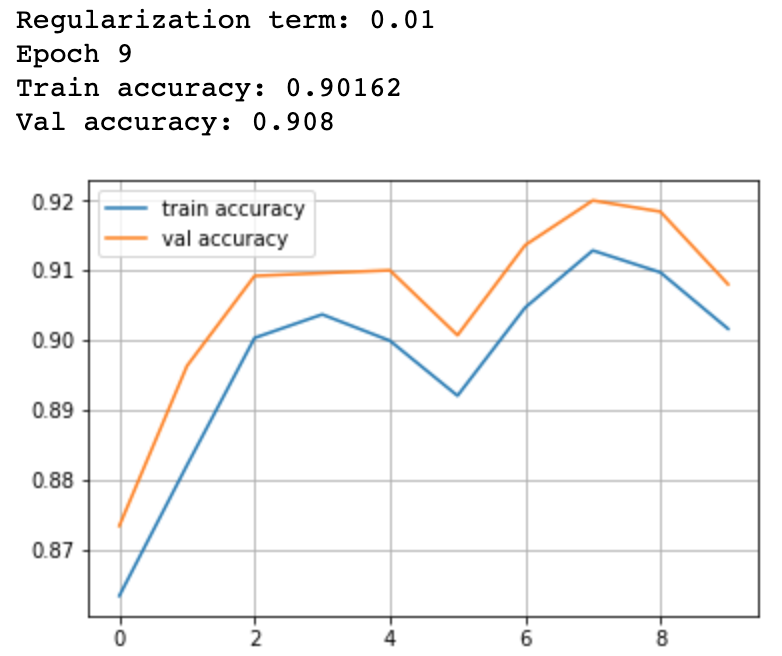 Regularization term: 0.01
Epoch 9
Train accuracy: 0.90162
Val accuracy: 0.908
train accuracy
val accuracy
0.92
0.91
0.90
0.89
0.88
0.87
0 2 4 6 8